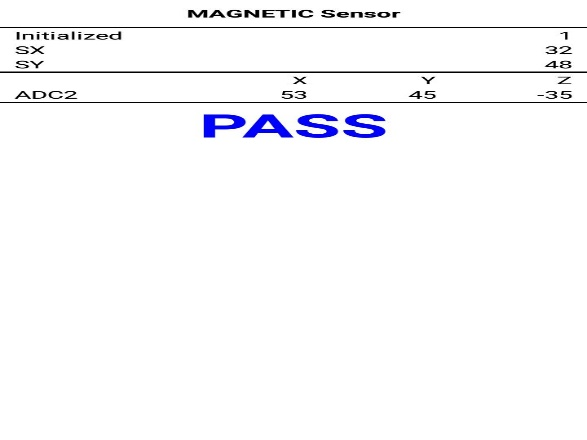 MAGNETIC Sensor
Initialized 1
SX 32
SY 48
X Y Z
ADC2 53 45 -35
PASS